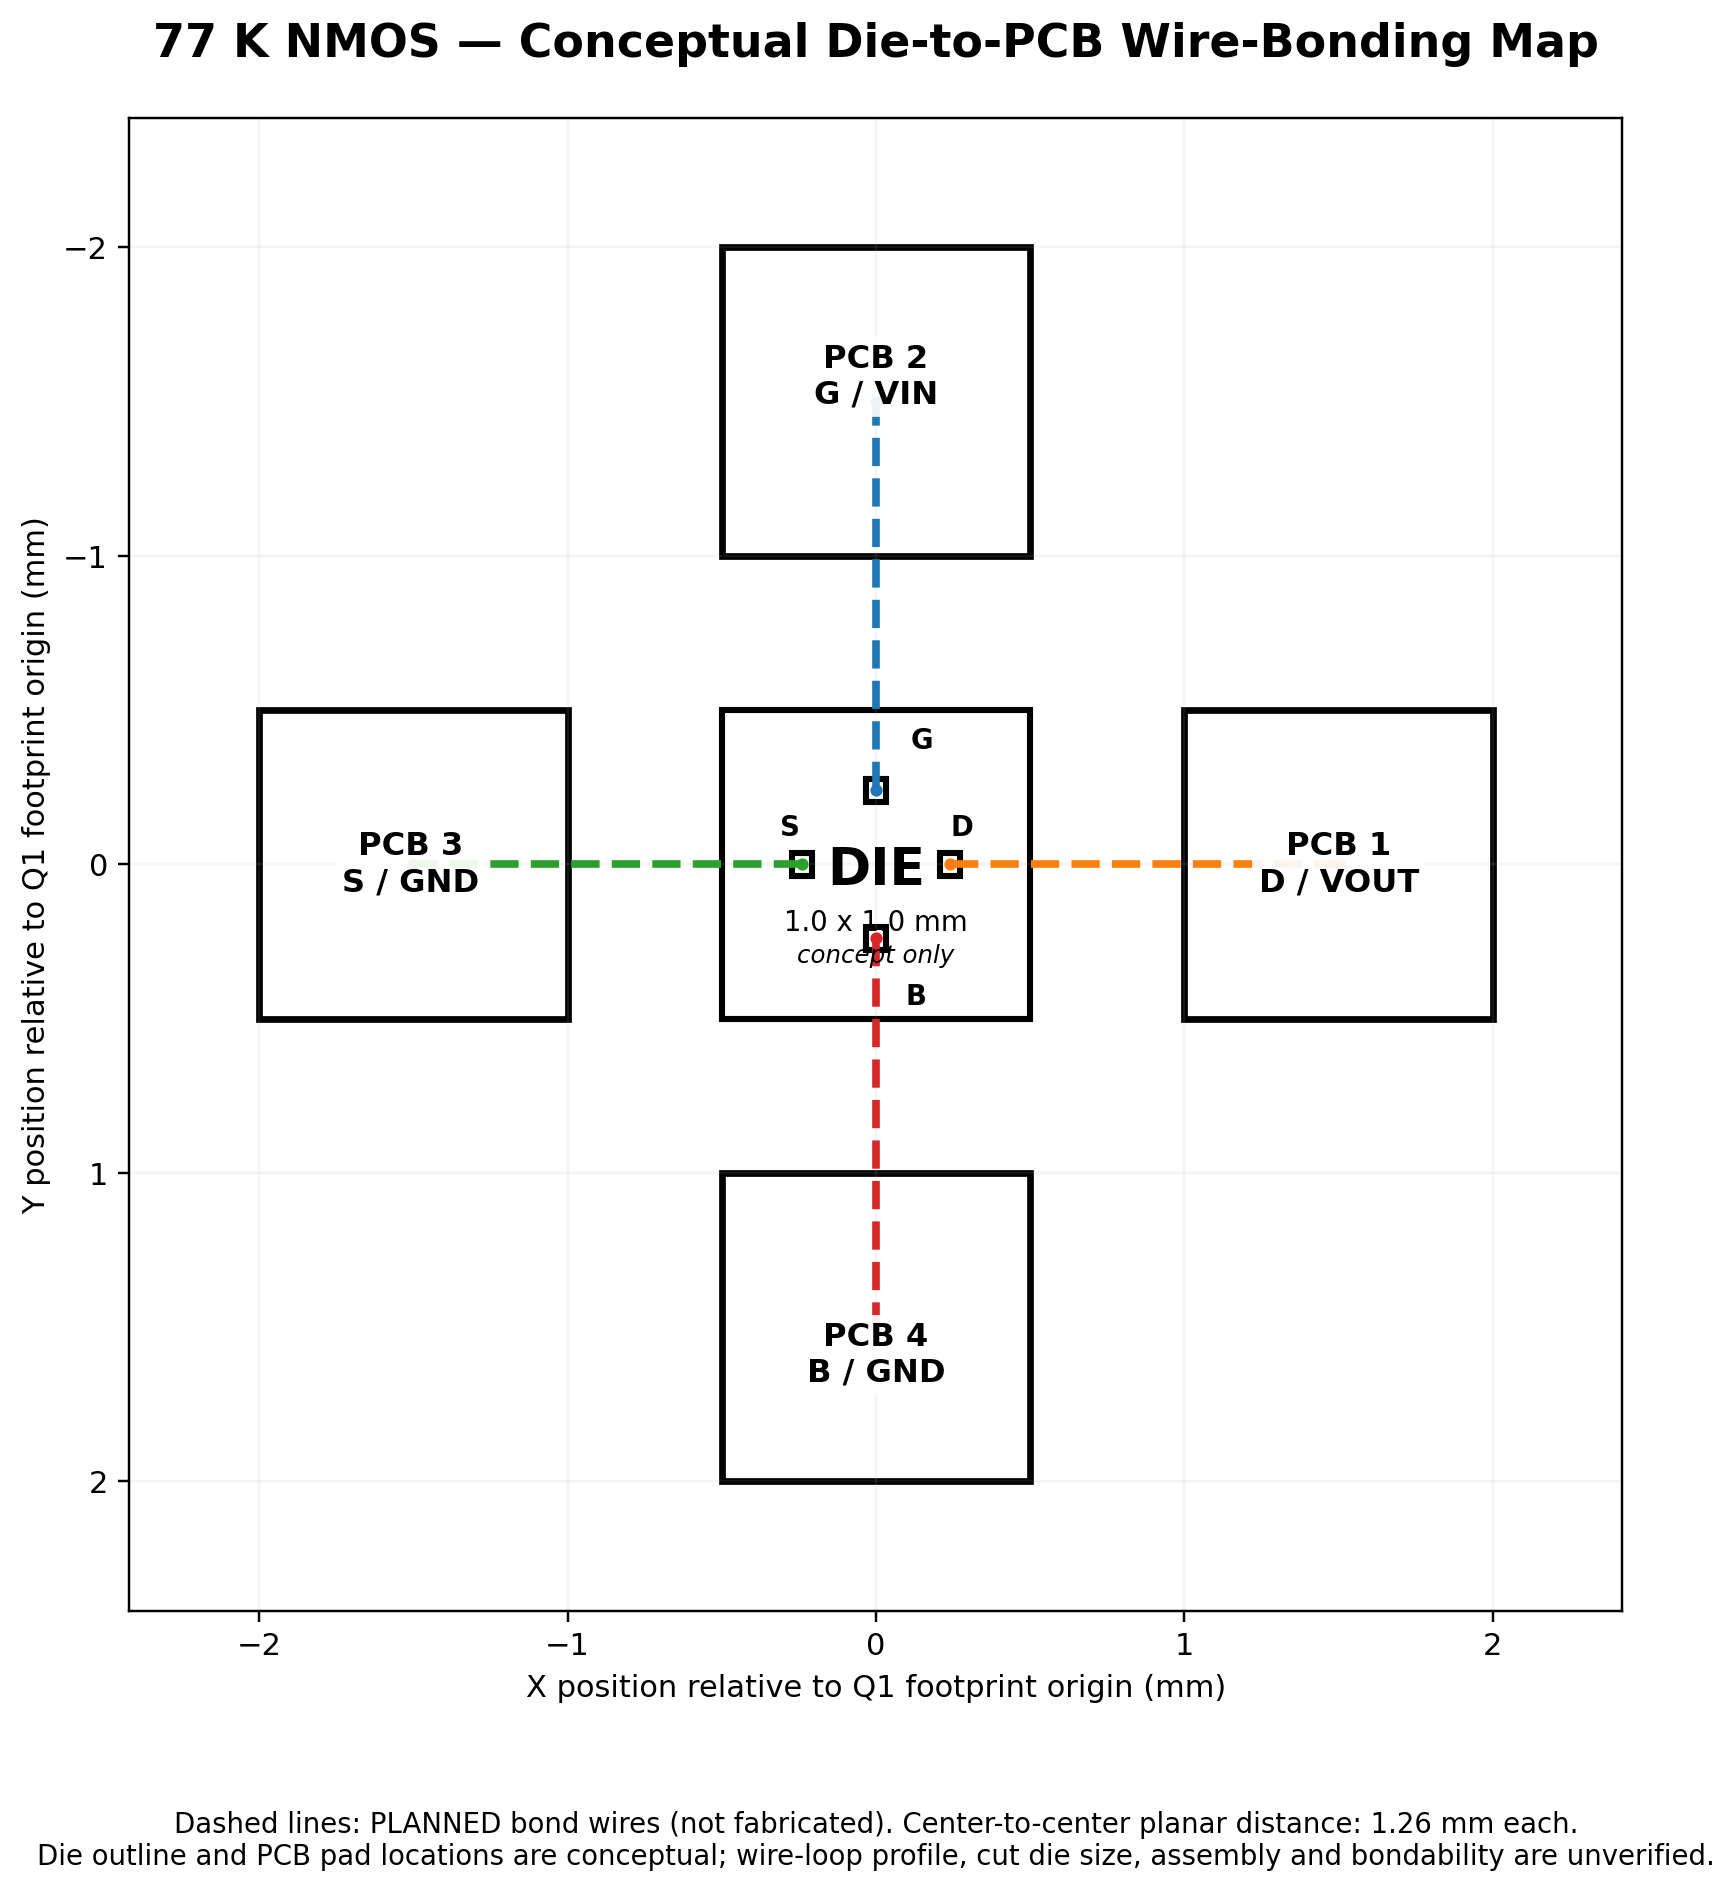 77 K NMOS — Conceptual Die-to-PCB Wire-Bonding Map
Y position relative to Q1 footprint origin (mm)
−2
−1
0
1
2
PCB 2
G / VIN
G
S
D
PCB 3
S / GND
DIE
PCB 1
D / VOUT
1.0 x 1.0 mm
concept only
B
PCB 4
B / GND
−2
−1
0
1
2
X position relative to Q1 footprint origin (mm)
Dashed lines: PLANNED bond wires (not fabricated). Center-to-center planar distance: 1.26 mm each.
Die outline and PCB pad locations are conceptual; wire-loop profile, cut die size, assembly and bondability are unverified.